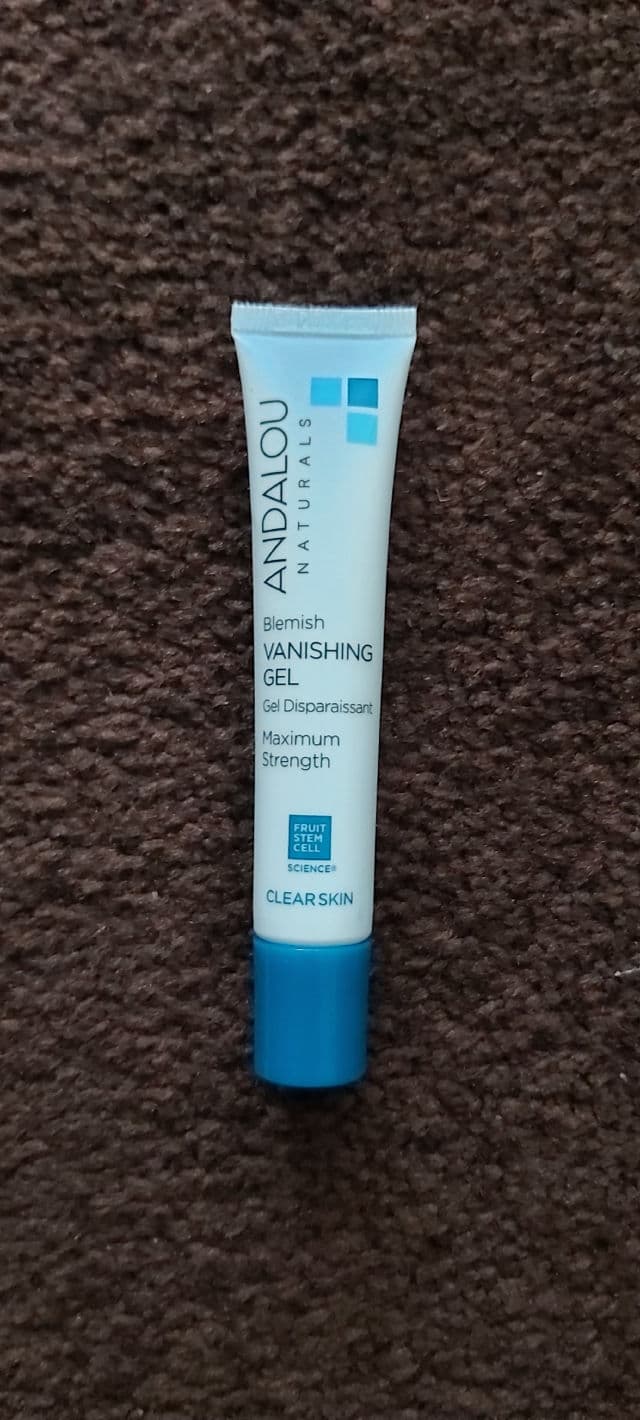 ANDALOU
NATURALS
Blemish
VANISHING
GEL
Gel Disparaissant
Maximum
Strength
FRUIT
STEM
CELL
SCIENCE®
CLEAR SKIN